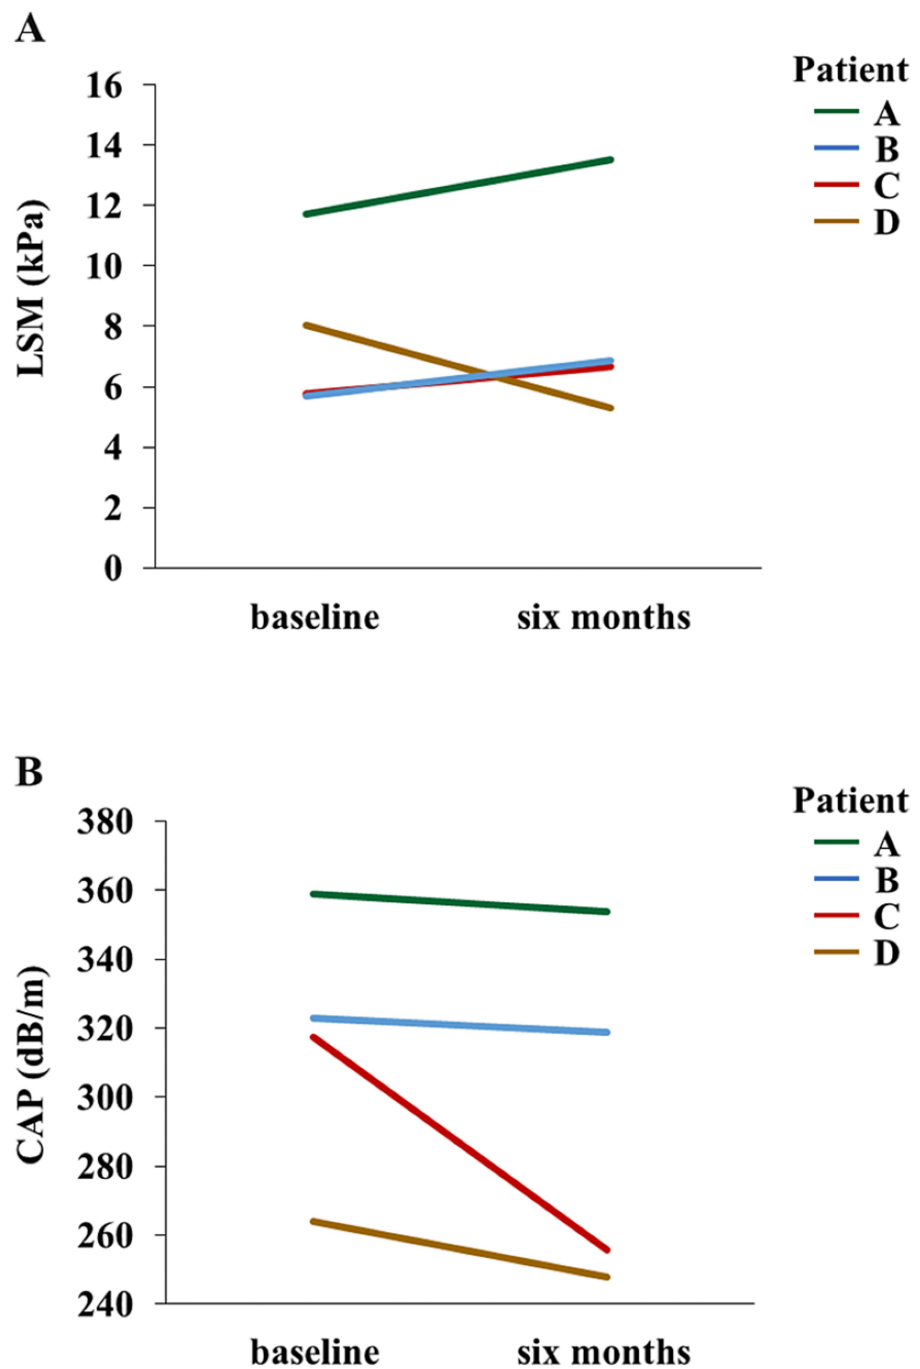 A
Patient
A
B
C
D
LSM (kPa)
16
14
12
10
8
6
4
2
0
baseline six months
B
Patient
A
B
C
D
CAP (dB/m)
380
360
340
320
300
280
260
240
baseline six months